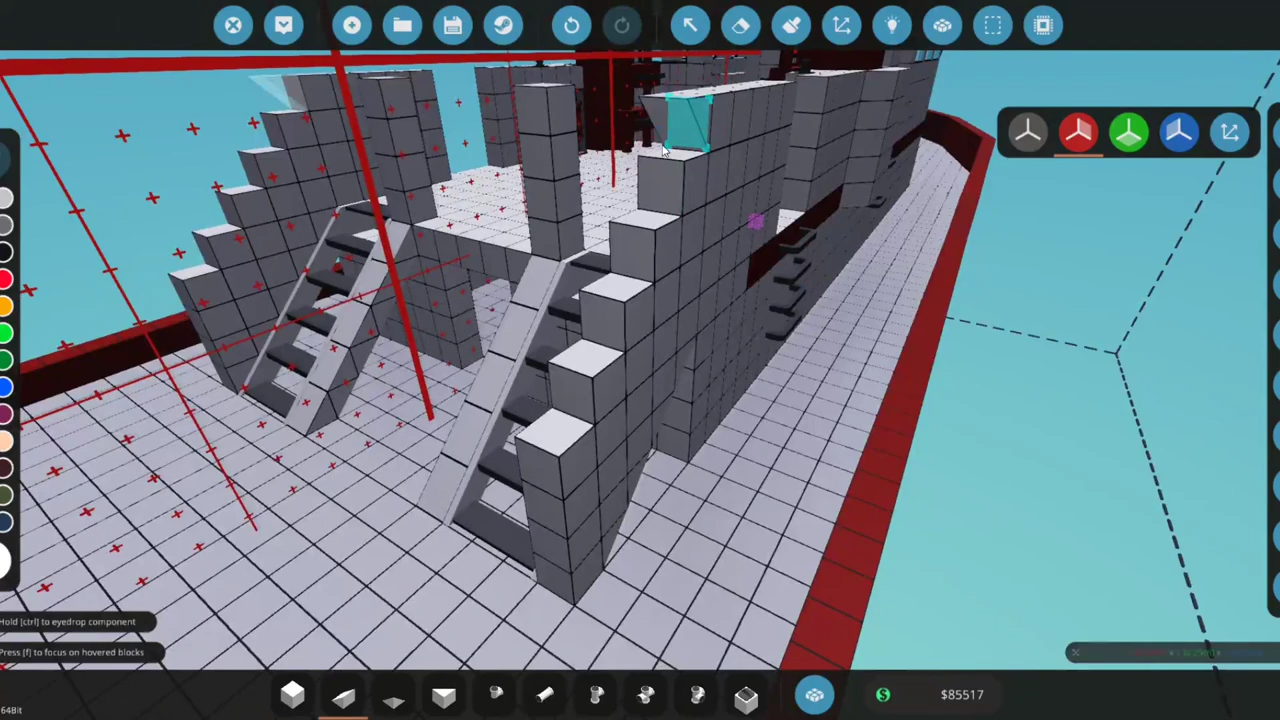 Hold [ctrl] to eyedrop component
Press [f] to focus on hovered blocks
64Bit
$85517